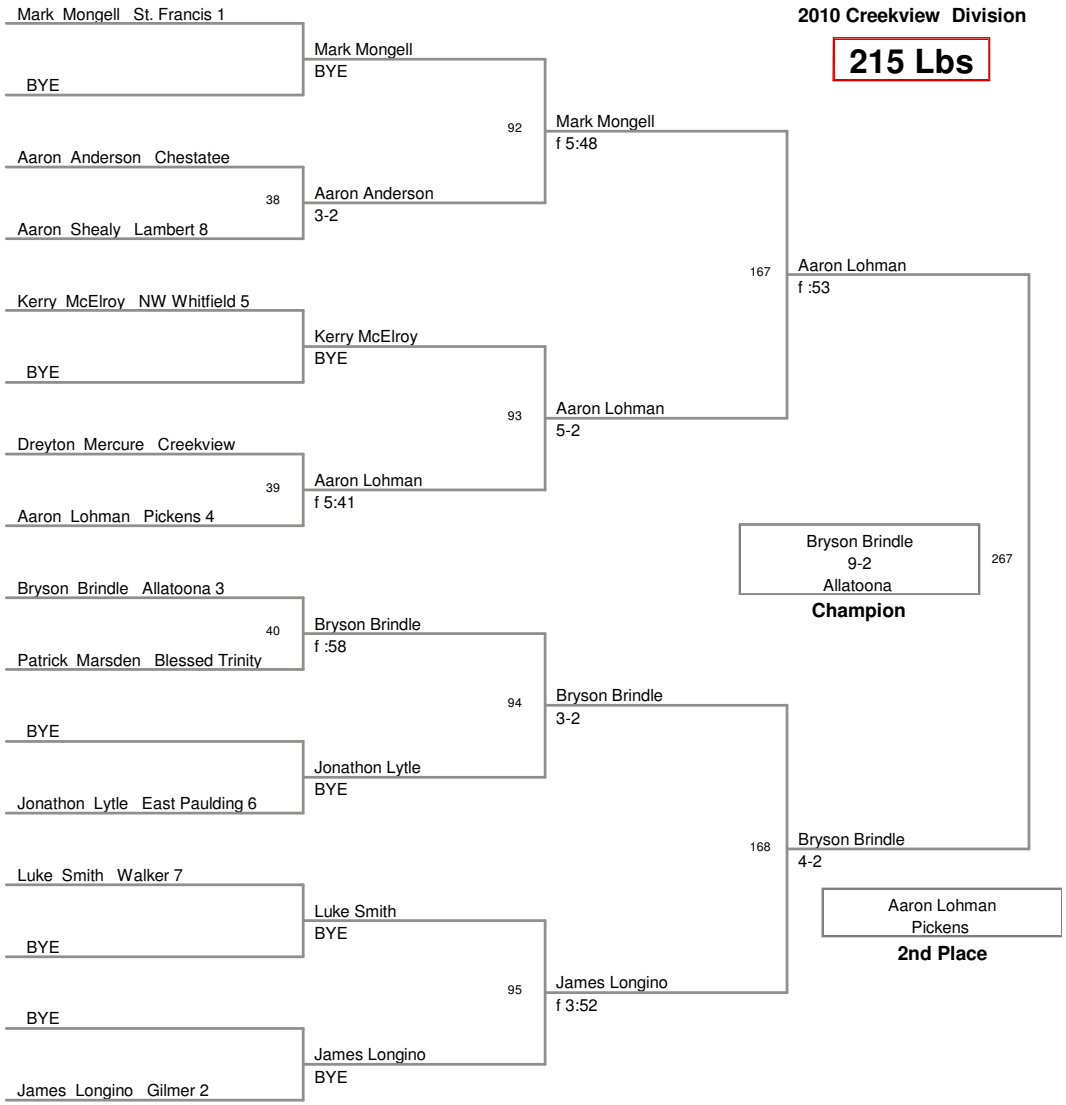 2010 Creekview Division
215 Lbs
Mark Mongell St. Francis 1
BYE
Aaron Anderson Chestatee
38
Aaron Shealy Lambert 8
Kerry McElroy NW Whitfield 5
BYE
Dreyton Mercure Creekview
39
Aaron Lohman Pickens 4
Bryson Brindle Allatoona 3
40
Patrick Marsden Blessed Trinity
BYE
Jonathon Lytle East Paulding 6
Luke Smith Walker 7
BYE
BYE
James Longino Gilmer 2
Mark Mongell
BYE
92
Aaron Anderson
3-2
Kerry McElroy
BYE
93
Aaron Lohman
f 5:41
Bryson Brindle
f :58
94
Jonathon Lytle
BYE
Luke Smith
BYE
95
James Longino
BYE
Mark Mongell
f 5:48
167
Aaron Lohman
5-2
Bryson Brindle
3-2
168
James Longino
f 3:52
Aaron Lohman
f :53
267
Bryson Brindle
4-2
Bryson Brindle
9-2
Allatoona
Champion
Aaron Lohman
Pickens
2nd Place